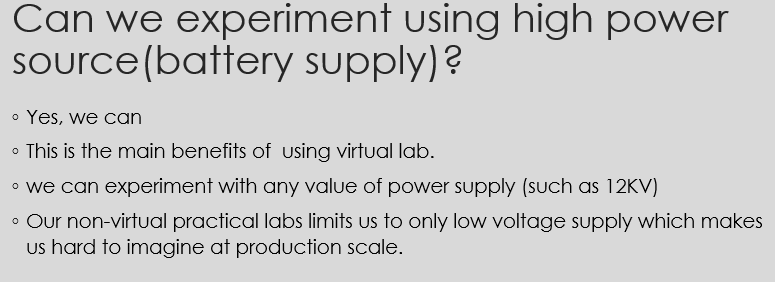 Can we experiment using high power
source(battery supply)?
◦ Yes, we can
◦ This is the main benefits of  using virtual lab.
◦ we can experiment with any value of power supply (such as 12KV)
◦ Our non-virtual practical labs limits us to only low voltage supply which makes
us hard to imagine at production scale.